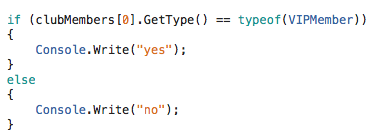 if (clubMembers[0].GetType() == typeof(VIPMember))
{
    Console.Write("yes");
}
else
{
    Console.Write("no");
}